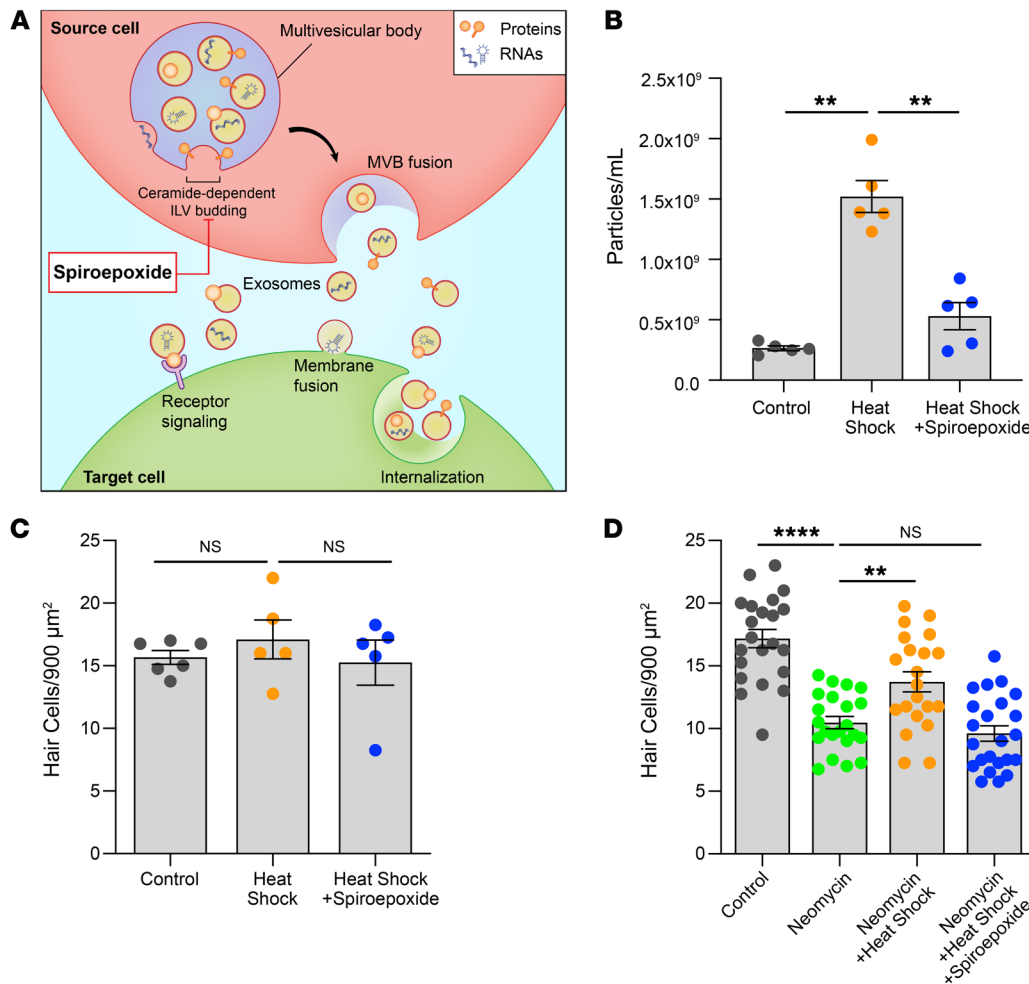 A
Source cell
Multivesicular body
Proteins
RNAs
MVB fusion
Ceramide-dependent
ILV budding
Spiroepoxide
Exosomes
Membrane
fusion
Receptor
signaling
Internalization
Target cell
B
Particles/mL
2.5x10⁹
2.0x10⁹
1.5x10⁹
1.0x10⁹
0.5x10⁹
0.0
**
**
Control
Heat
Shock
Heat Shock
+Spiroepoxide
C
Hair Cells/900 µm²
25
20
15
10
5
0
NS
NS
Control
Heat
Shock
Heat Shock
+Spiroepoxide
D
Hair Cells/900 µm²
25
20
15
10
5
0
****
NS
**
Control
Neomycin
Neomycin
+Heat Shock
Neomycin
+Heat Shock
+Spiroepoxide